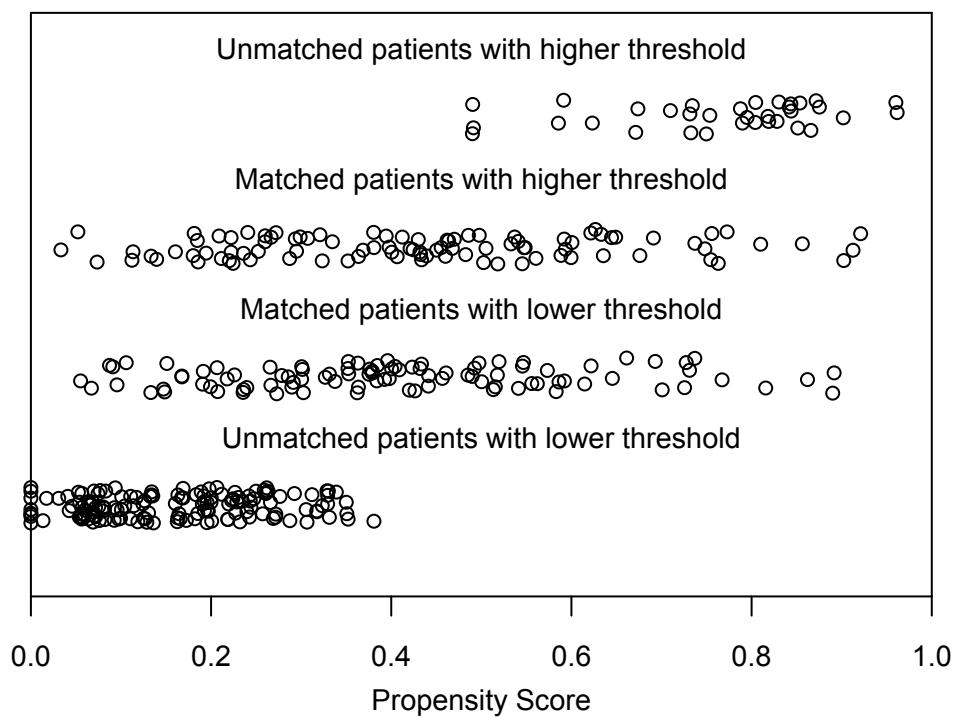 Unmatched patients with higher threshold
Matched patients with higher threshold
Matched patients with lower threshold
Unmatched patients with lower threshold
0.0 0.2 0.4 0.6 0.8 1.0
Propensity Score